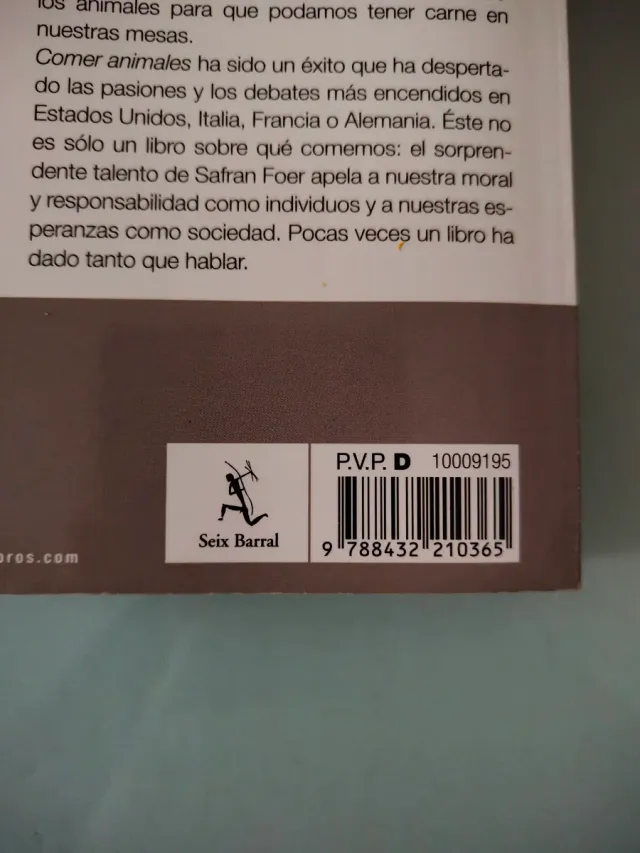 los animales para que podamos tener carne en
nuestras mesas.
Comer animales ha sido un éxito que ha desperta-
do las pasiones y los debates más encendidos en
Estados Unidos, Italia, Francia o Alemania. Éste no
es sólo un libro sobre qué comemos: el sorpren-
dente talento de Safran Foer apela a nuestra moral
y responsabilidad como individuos y a nuestras es-
peranzas como sociedad. Pocas veces un libro ha
dado tanto que hablar.
P.V.P. D 10009195
Seix Barral
9 788432 210365
ros.com